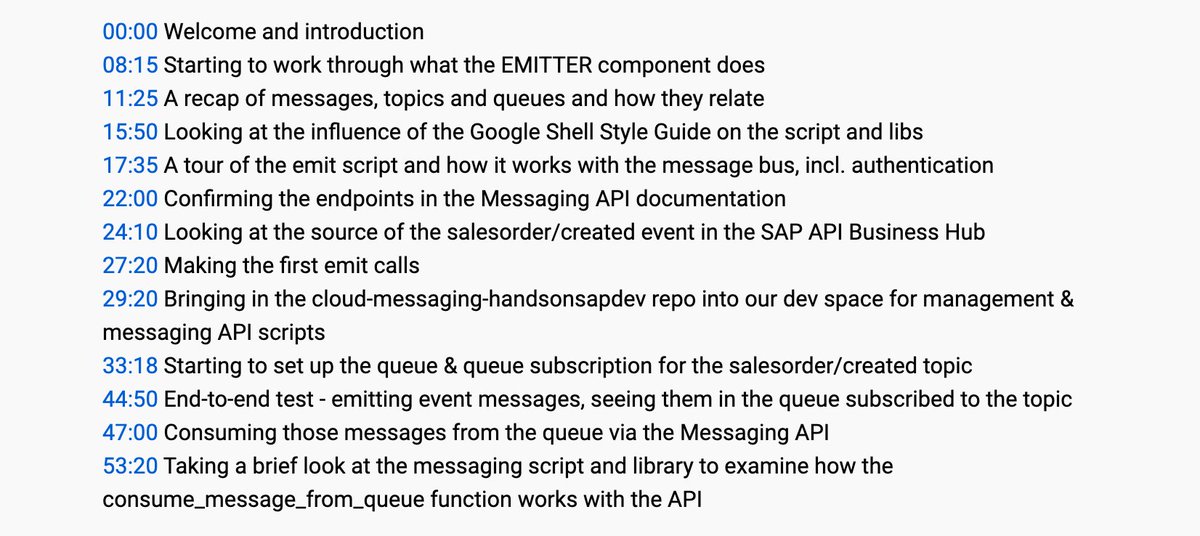 00:00 Welcome and introduction
08:15 Starting to work through what the EMITTER component does
11:25 A recap of messages, topics and queues and how they relate
15:50 Looking at the influence of the Google Shell Style Guide on the script and libs
17:35 A tour of the emit script and how it works with the message bus, incl. authentication
22:00 Confirming the endpoints in the Messaging API documentation
24:10 Looking at the source of the salesorder/created event in the SAP API Business Hub
27:20 Making the first emit calls
29:20 Bringing in the cloud-messaging-handsonsapdev repo into our dev space for management &
messaging API scripts
33:18 Starting to set up the queue & queue subscription for the salesorder/created topic
44:50 End-to-end test - emitting event messages, seeing them in the queue subscribed to the topic
47:00 Consuming those messages from the queue via the Messaging API
53:20 Taking a brief look at the messaging script and library to examine how the
consume_message_from_queue function works with the API